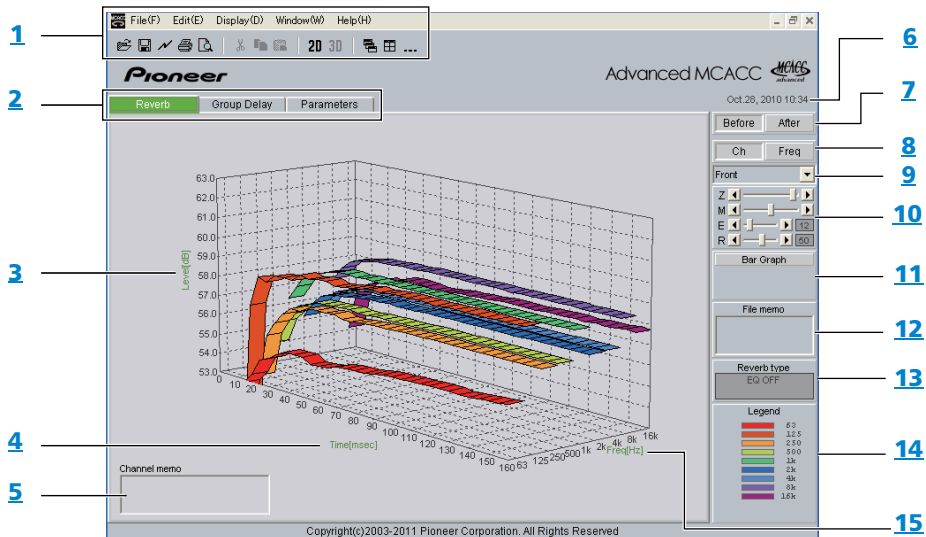 File(F) Edit(E) Display(D) Window(W) Help(H)
1
2D 3D ...
Pioneer
Advanced MCACC
MCACC
advanced
6
2
Reverb Group Delay Parameters
Oct.28, 2010 10:34
7
Before After
8
Ch Freq
9
Front
10
Z
M
E 12
R 50
3
Level[dB]
63.0
62.0
61.0
60.0
59.0
58.0
57.0
56.0
55.0
54.0
53.0
0 10 20 30 40 50 60 70 80 90 100 110 120 130 140 150 160
63 125 250 500 1k 2k 4k 8k 16k
Bar Graph
11
File memo
12
Reverb type
EQ OFF
13
Legend
63
125
250
500
1k
2k
4k
8k
16k
14
4
Time[msec]
Freq[Hz]
Channel memo
5
15
Copyright(c)2003-2011 Pioneer Corporation. All Rights Reserved